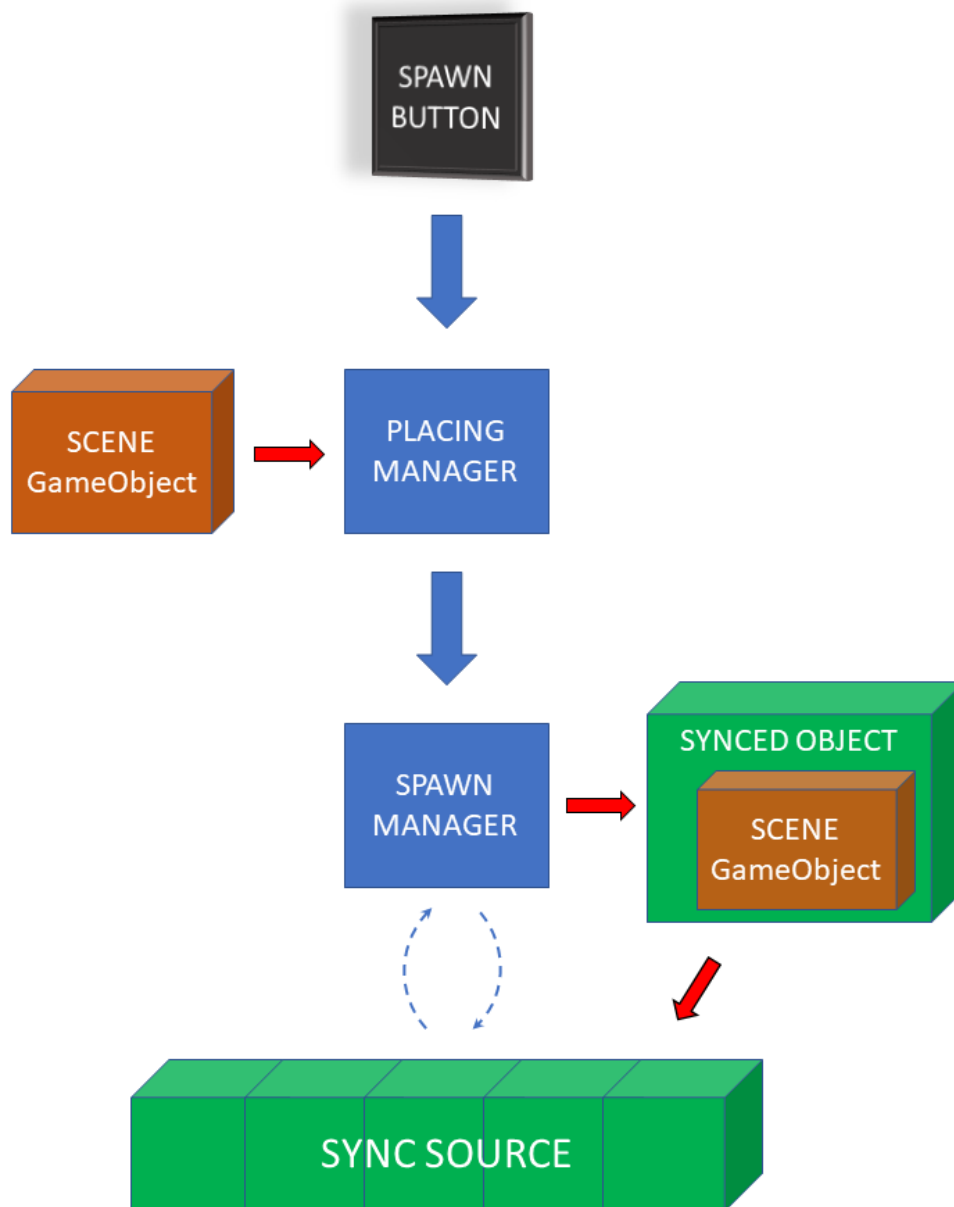 SPAWN
BUTTON
SCENE
GameObject
PLACING
MANAGER
SPAWN
MANAGER
SYNCED OBJECT
SCENE
GameObject
SYNC SOURCE